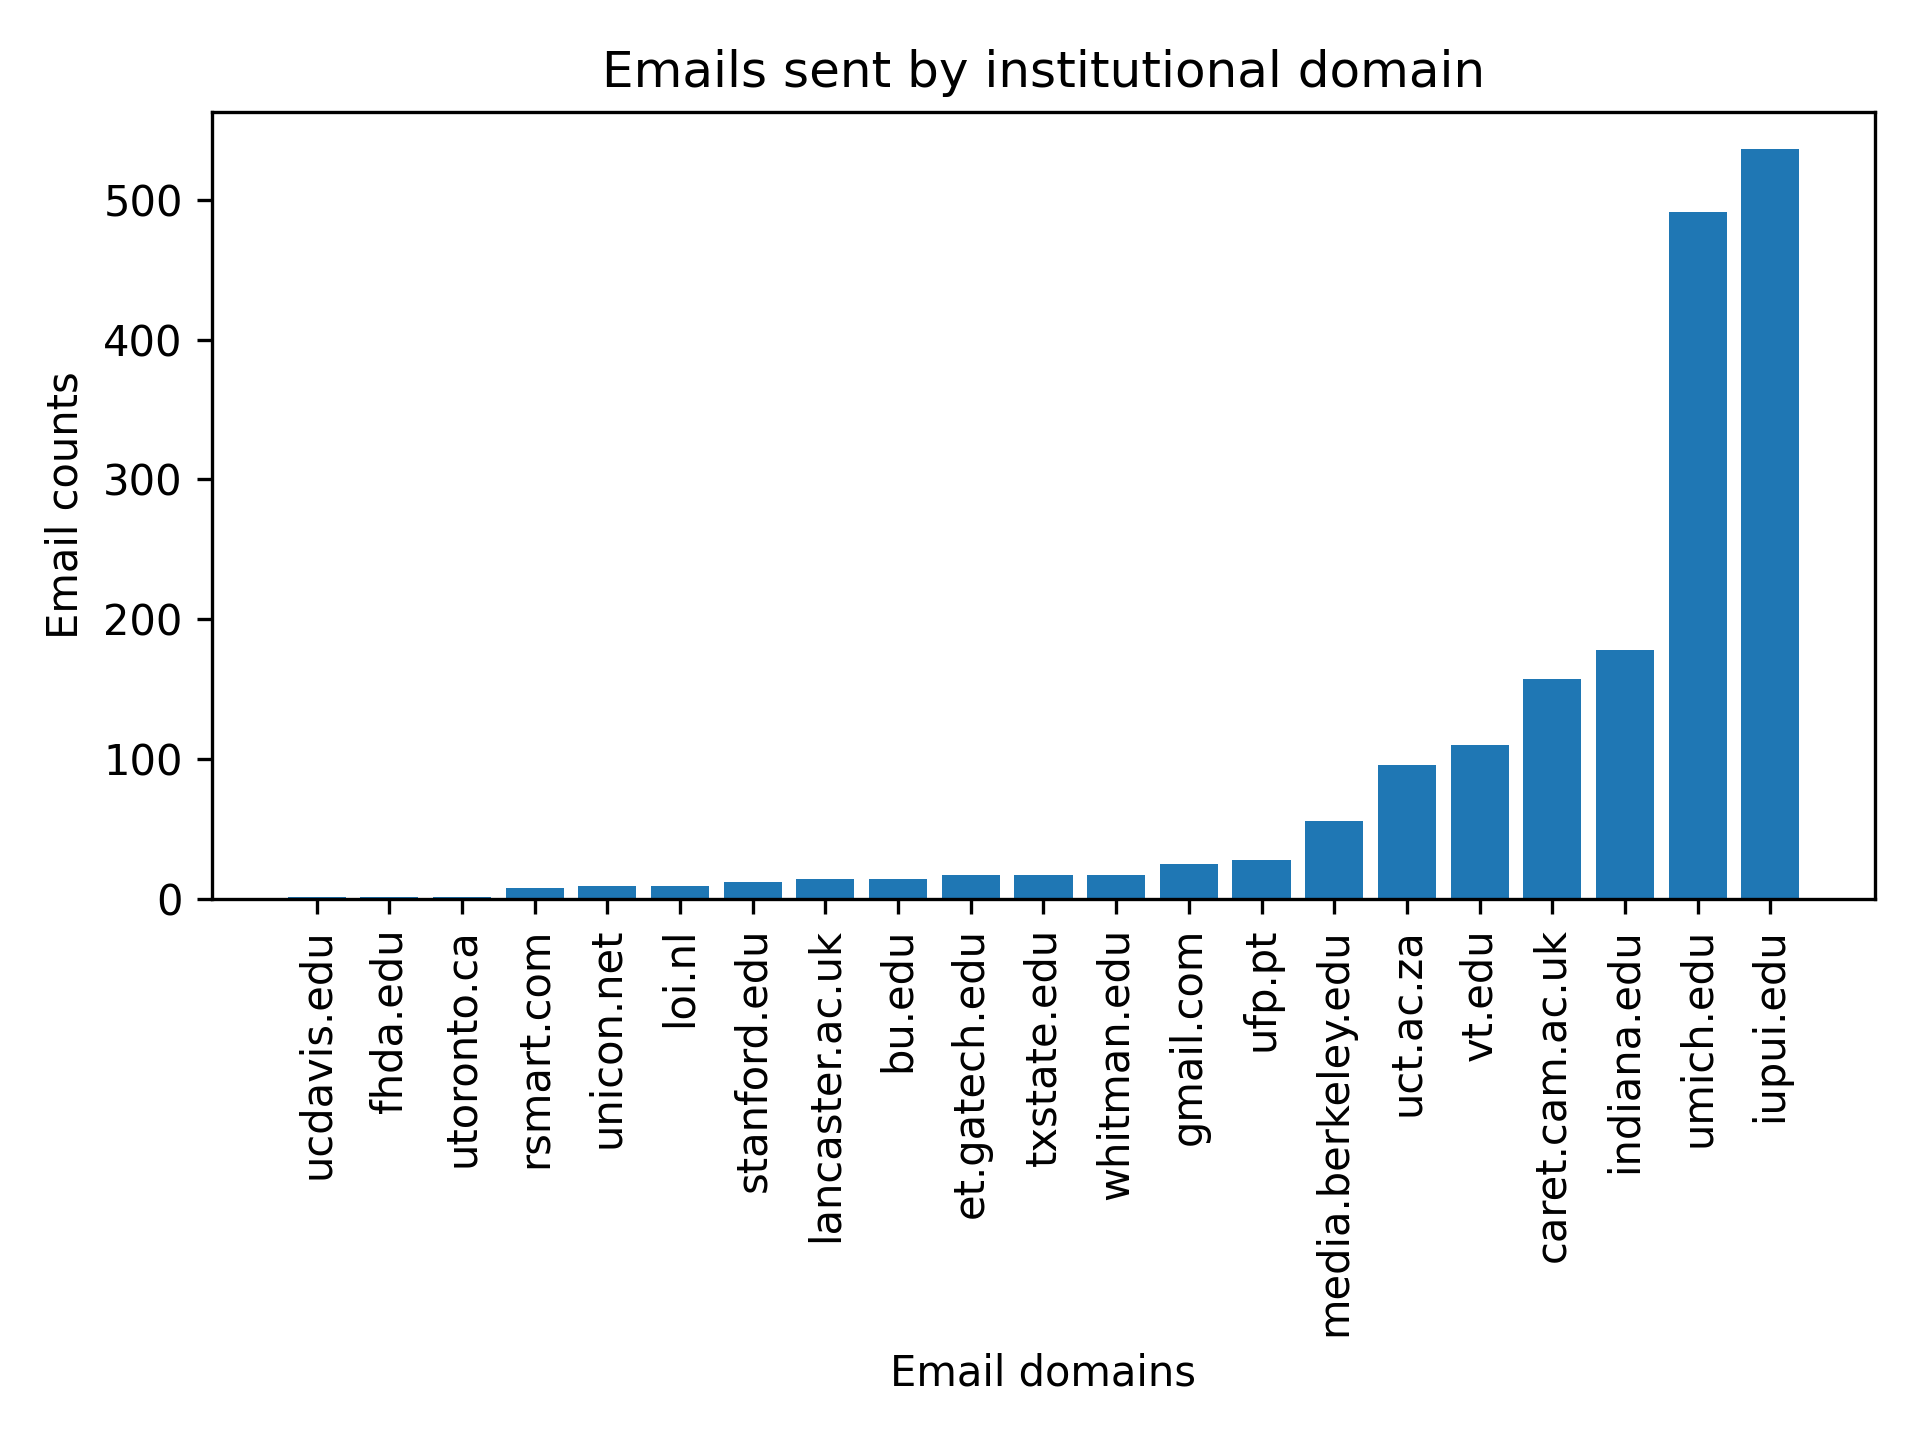 Emails sent by institutional domain
500
400
300
200
100
0
Email counts
ucdavis.edu
fhda.edu
utoronto.ca
rsmart.com
unicon.net
loi.nl
stanford.edu
lancaster.ac.uk
bu.edu
et.gatech.edu
txstate.edu
whitman.edu
gmail.com
ufp.pt
media.berkeley.edu
uct.ac.za
vt.edu
caret.cam.ac.uk
indiana.edu
umich.edu
iupui.edu
Email domains